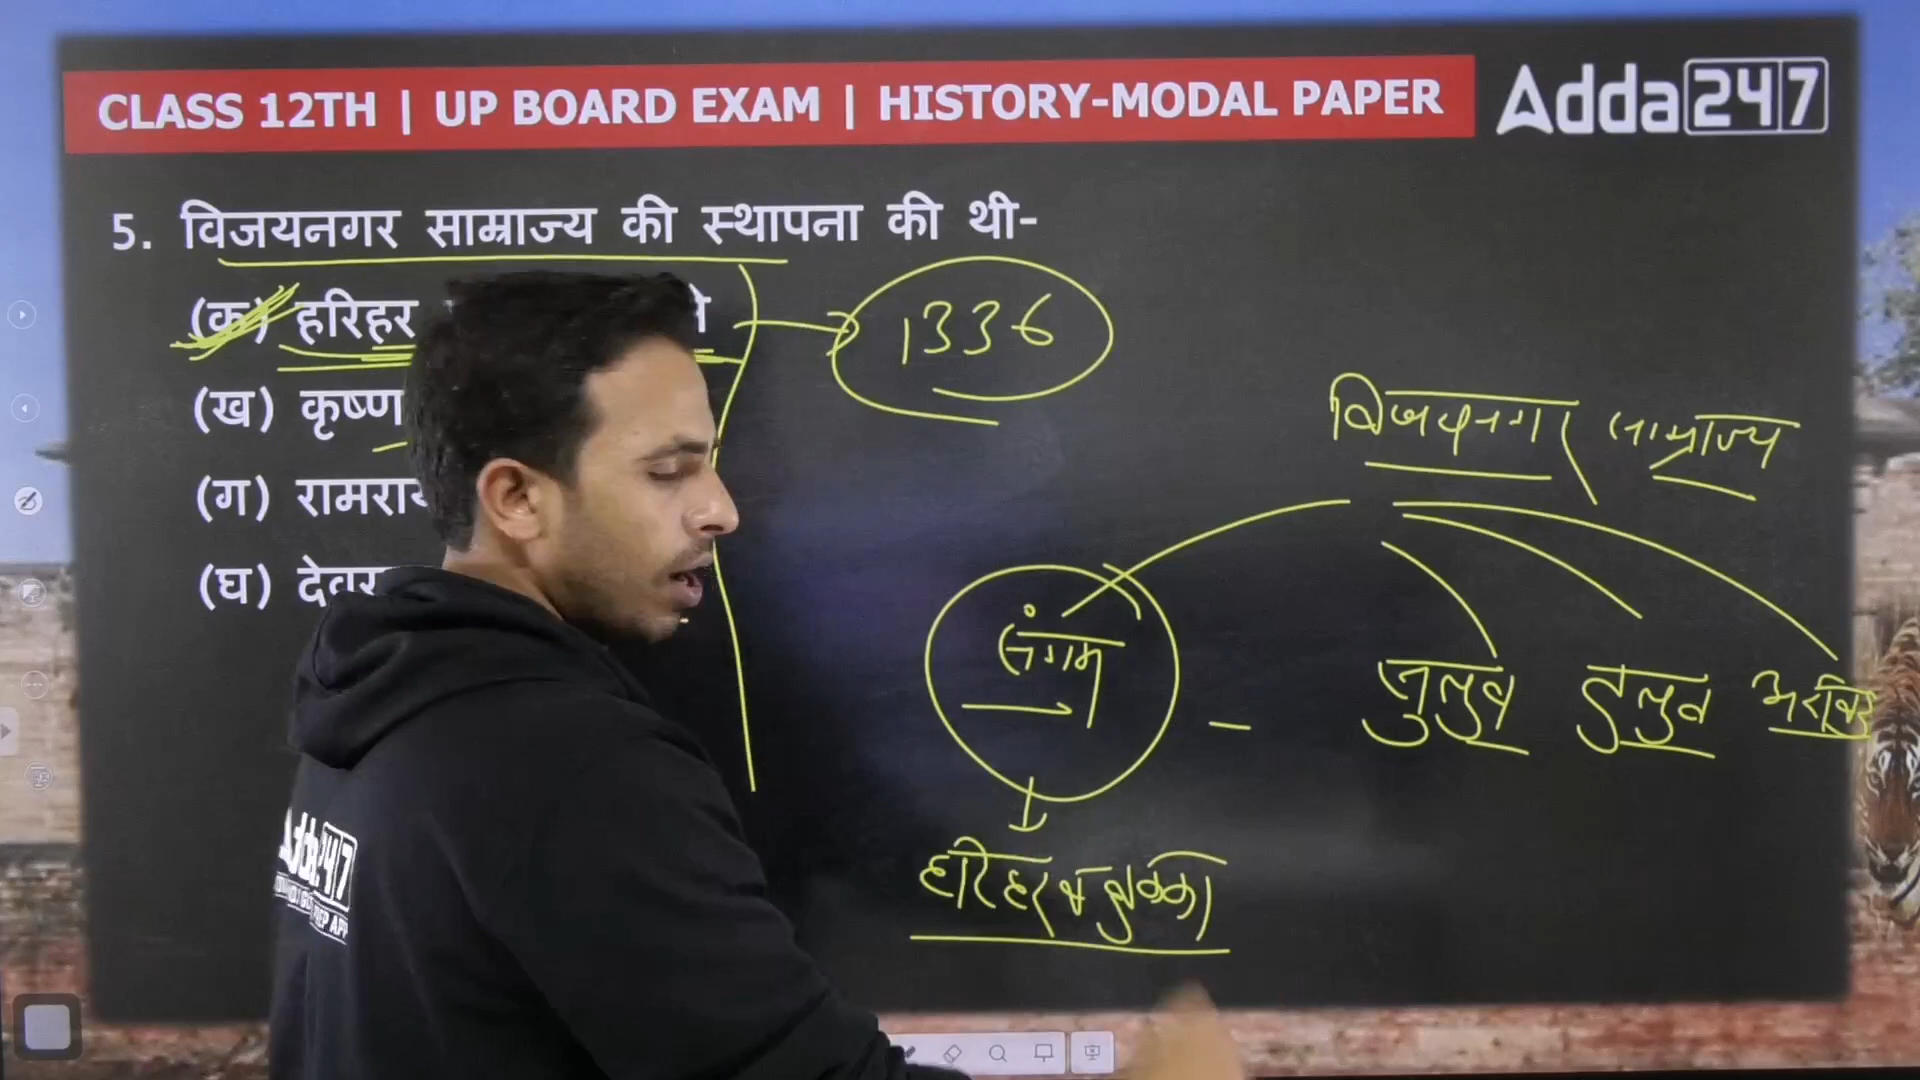 CLASS 12TH | UP BOARD EXAM | HISTORY-MODAL PAPER
Adda247
5. विजयनगर साम्राज्य की स्थापना की थी-
(क) हरिहर
(ख) कृष्ण
(ग) रामराय
(घ)
1336
विजयनगर साम्राज्य
संगम
तुलुव
हरिहर व बुक्का